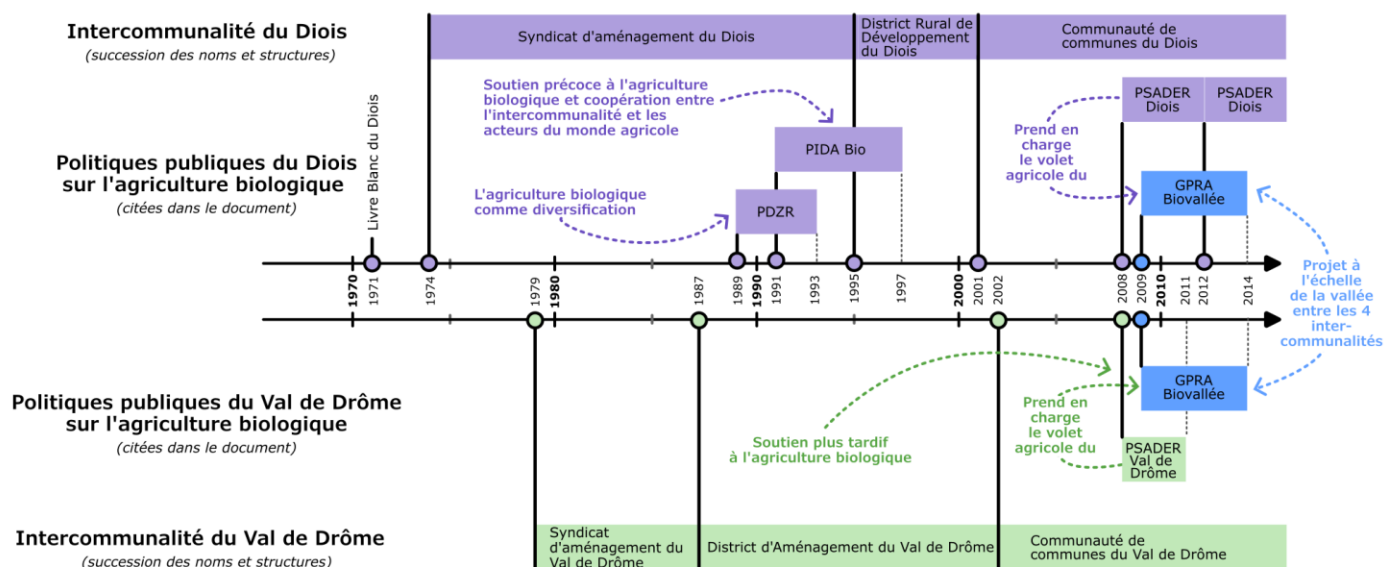 Intercommunalité du Diois
(succession des noms et structures)
Syndicat d'aménagement du Diois
District Rural de
Développement
du Diois
Communauté de
communes du Diois
Politiques publiques du Diois
sur l'agriculture biologique
(citées dans le document)
Livre Blanc du Diois
Soutien précoce à l'agriculture
biologique et coopération entre
l'intercommunalité et les
acteurs du monde agricole
PIDA Bio
L'agriculture biologique
comme diversification
PDZR
PSADER
Diois
PSADER
Diois
Prend en
charge
le volet
agricole du
GPRA
Biovallée
1970
1971
1974
1979
1980
1987
1989
1990
1991
1993
1995
1997
2000
2001
2002
2008
2009
2010
2011
2012
2014
Projet à
l'échelle
de la vallée
entre les 4
inter-
communalités
Politiques publiques du Val de Drôme
sur l'agriculture biologique
(citées dans le document)
Soutien plus tardif
à l'agriculture biologique
Prend en
charge
le volet
agricole du
GPRA
Biovallée
PSADER
Val de
Drôme
Intercommunalité du Val de Drôme
(succession des noms et structures)
Syndicat
d'aménagement du
Val de Drôme
District d'Aménagement du Val de Drôme
Communauté de
communes du Val de Drôme